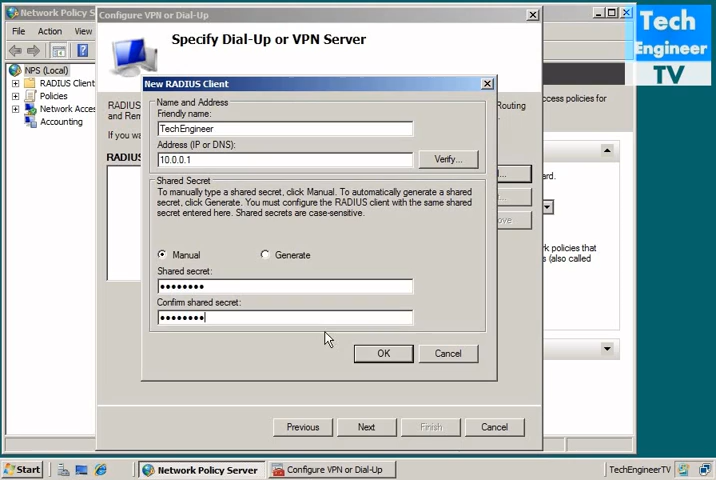 Network Policy Server
Configure VPN or Dial-Up
File Action View
NPS (Local)
RADIUS Client
Policies
Network Acces
Accounting
Specify Dial-Up or VPN Server
RADIUS
Routing
and Rem
If you wa
RADIUS
New RADIUS Client
Name and Address
Friendly name:
TechEngineer
Address (IP or DNS):
10.0.0.1
Verify...
Shared Secret
To manually type a shared secret, click Manual. To automatically generate a shared
secret, click Generate. You must configure the RADIUS client with the same shared
secret entered here. Shared secrets are case-sensitive.
Manual
Generate
Shared secret:
Confirm shared secret:
OK
Cancel
ove
ccess policies for
ard.
k policies that
s (also called
Previous
Next
Finish
Cancel
Start
Network Policy Server
Configure VPN or Dial-Up
TechEngineerTV
Tech
Engineer
TV